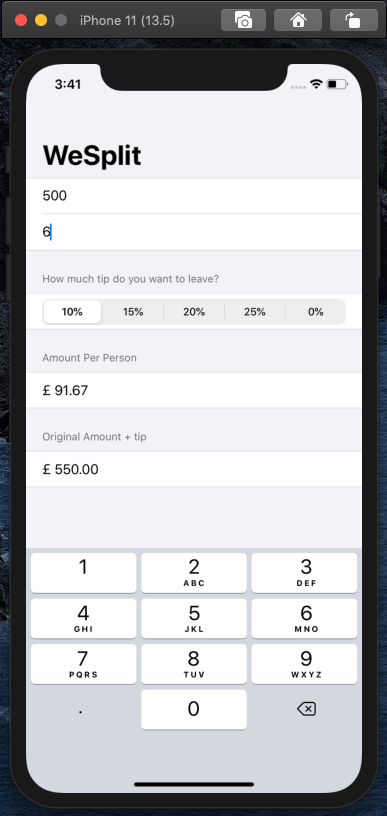 iPhone 11 (13.5)
3:41
WeSplit
500
6
How much tip do you want to leave?
10% 15% 20% 25% 0%
Amount Per Person
£ 91.67
Original Amount + tip
£ 550.00
1 2 3
ABC DEF
4 5 6
GHI JKL MNO
7 8 9
PQRS TUV WXYZ
. 0